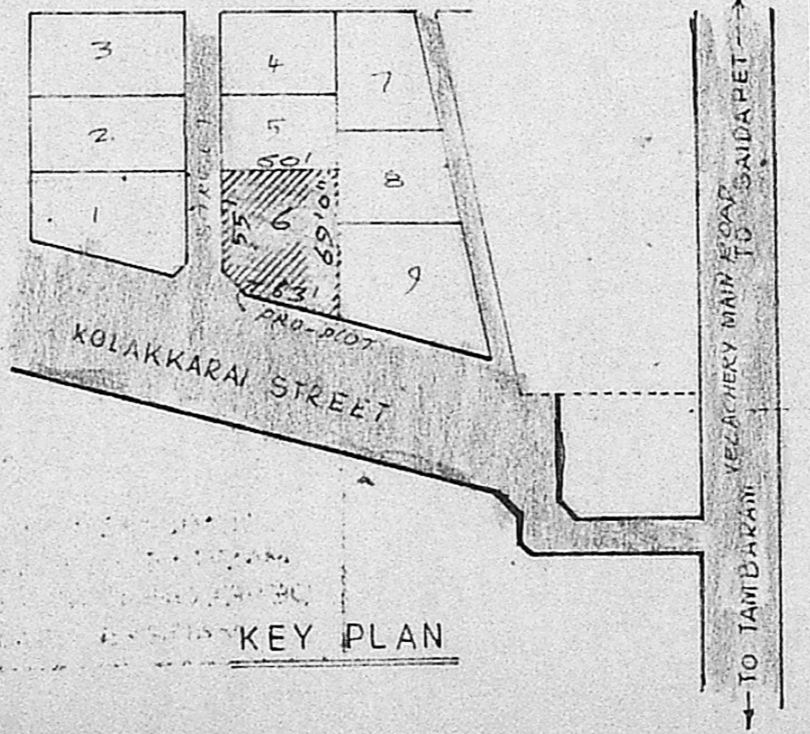 3
4
7
2
5
50'
8
1
STREET
55'
6
69'0"
9
63'
PRO-PLOT
KOLAKKARAI STREET
KEY PLAN
TO SAIDAPET
VELACHERY MAIN ROAD
TO TAMBARAM